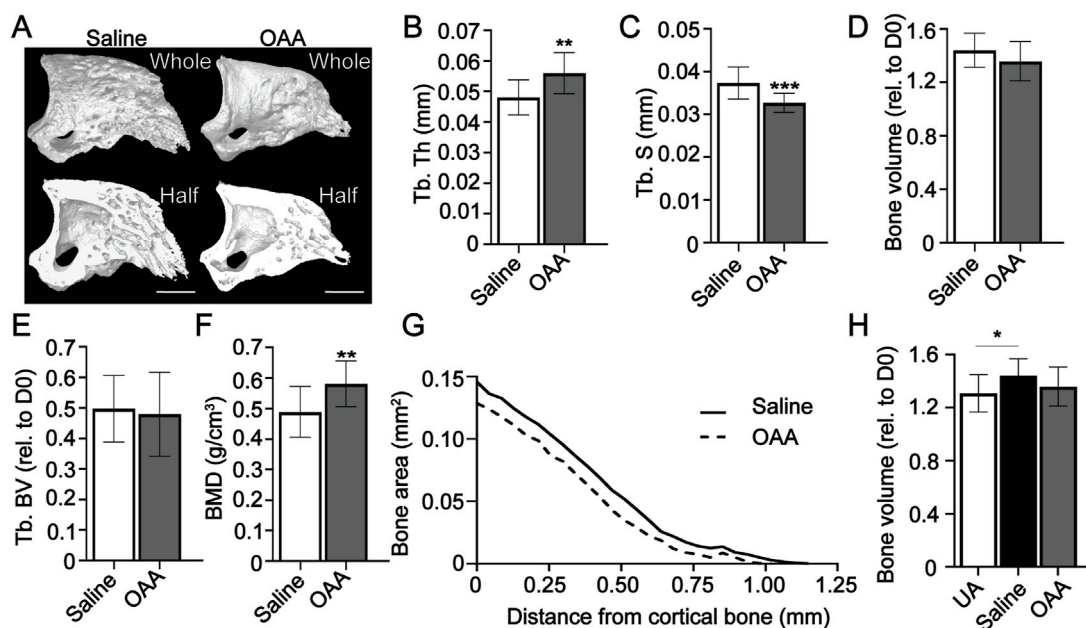 A
Saline
OAA
Whole
Whole
Half
Half
B
Tb. Th (mm)
0.07
0.06
0.05
0.04
0.03
0.02
0.01
0.00
**
Saline
OAA
C
Tb. S (mm)
0.05
0.04
0.03
0.02
0.01
0.00
***
Saline
OAA
D
Bone volume (rel. to D0)
1.6
1.4
1.6
0
Saline
OAA
E
Tb. BV (rel. to D0)
0.7
0.6
0.5
0.4
0.3
0.2
0.1
0
Saline
OAA
F
BMD (g/cm³)
0.7
0.6
0.5
0.4
0.3
0.2
0.1
0.0
**
Saline
OAA
G
Bone area (mm²)
0.15
0.10
0.05
0
0
0.25
0.50
0.75
1.00
1.25
Distance from cortical bone (mm)
Saline
OAA
H
Bone volume (rel. to D0)
1.6
1.2
1.6
1.4
0
*
UA
Saline
OAA